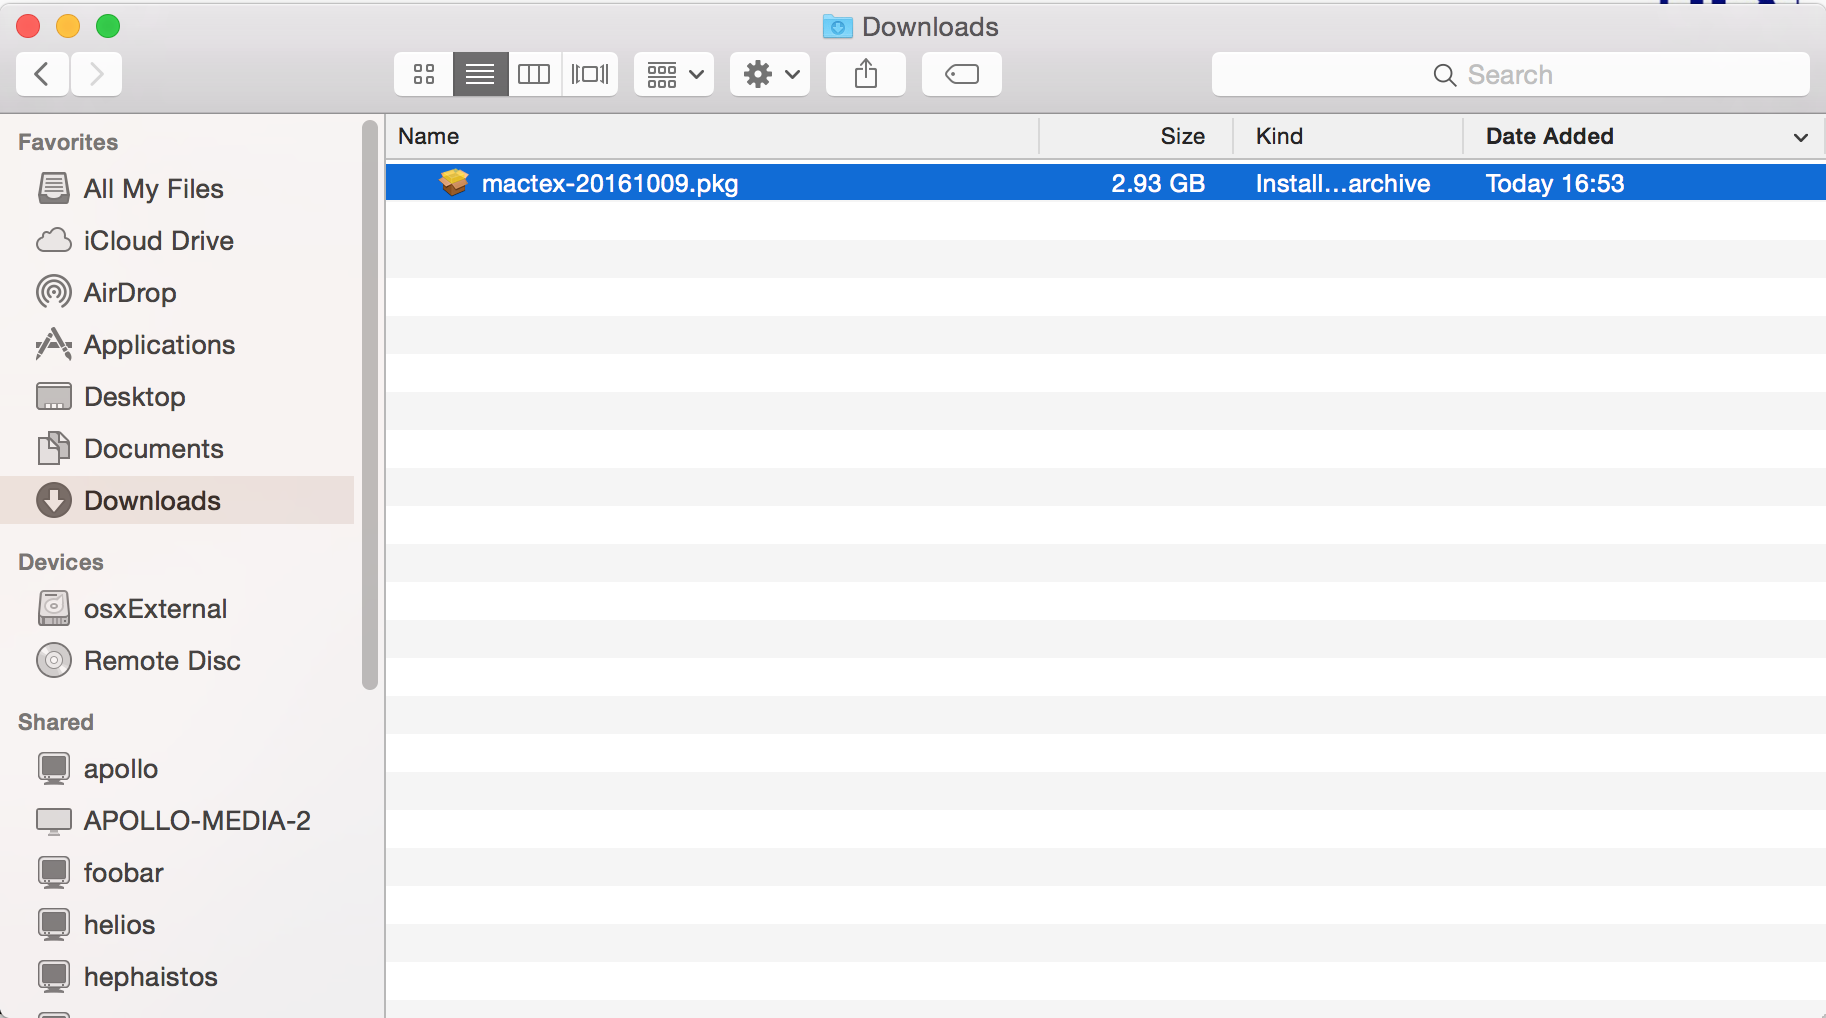 Downloads
Search
Favorites
All My Files
iCloud Drive
AirDrop
Applications
Desktop
Documents
Downloads
Devices
osxExternal
Remote Disc
Shared
apollo
APOLLO-MEDIA-2
foobar
helios
hephaistos
Name Size Kind Date Added
mactex-20161009.pkg 2.93 GB Install...archive Today 16:53